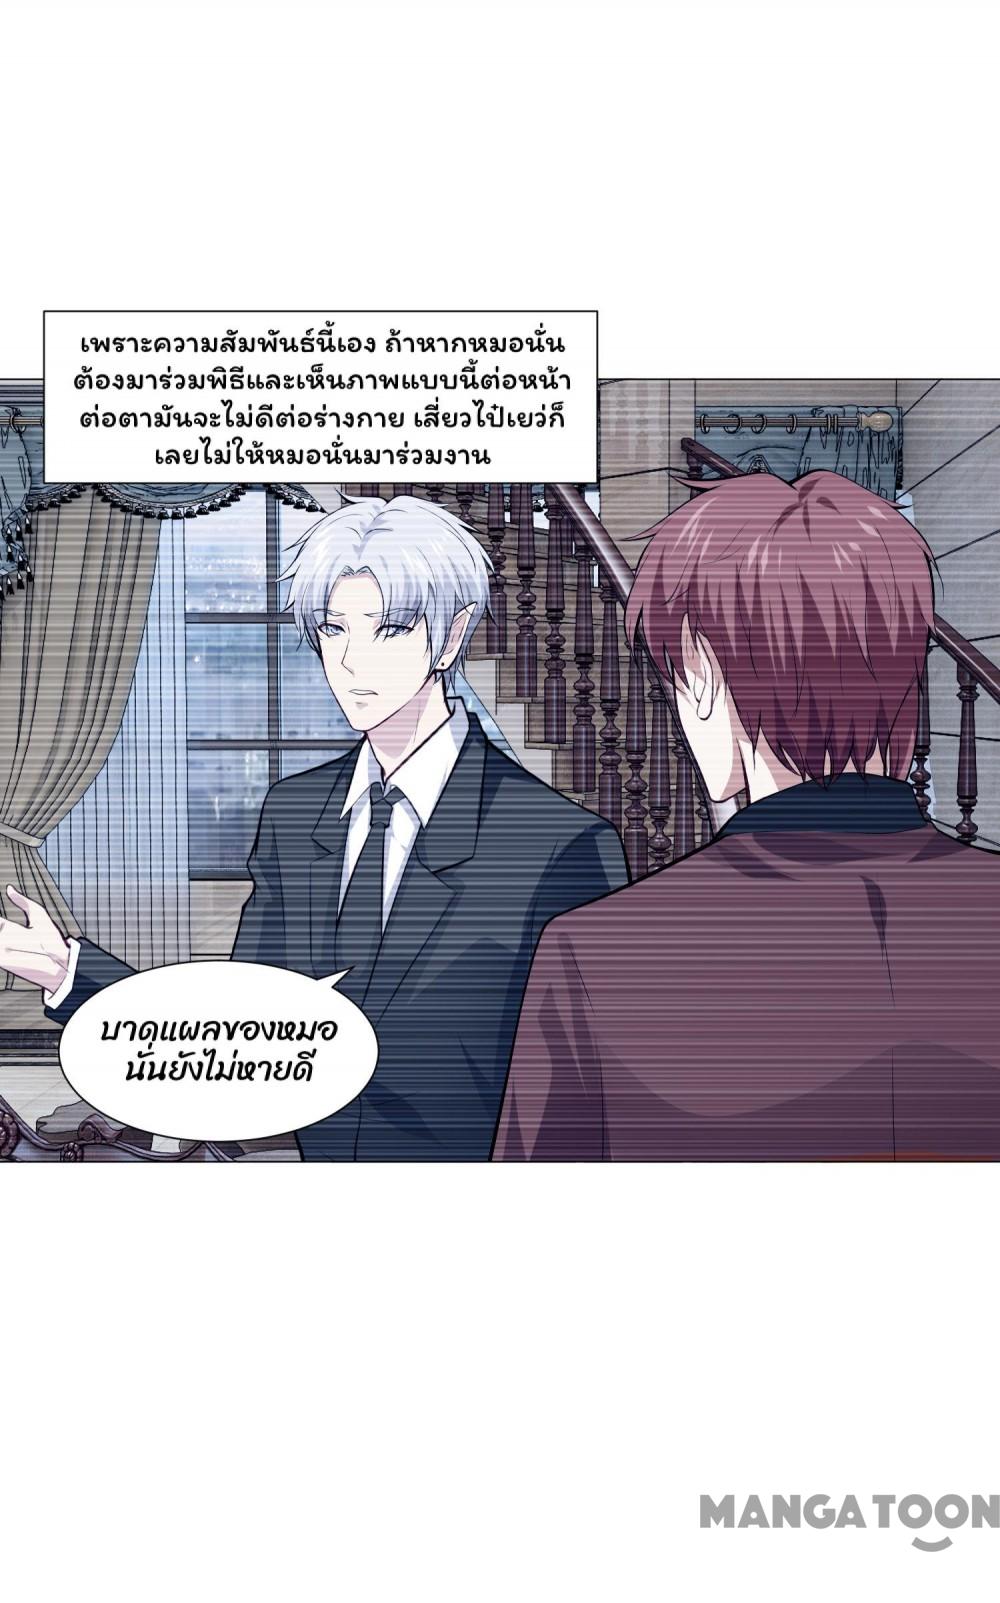 เพราะความสัมพันธ์นี้เอง ถ้าหากหมอนั่น
ต้องมาร่วมพิธีและเห็นภาพแบบนี้ต่อหน้า
ต่อตามันจะไม่ดีต่อร่างกาย เสี่ยวไป๋เยว่ก็
เลยไม่ให้หมอนั่นมาร่วมงาน
บาดแผลของหมอ
นั่นยังไม่หายดี
MANGATOON